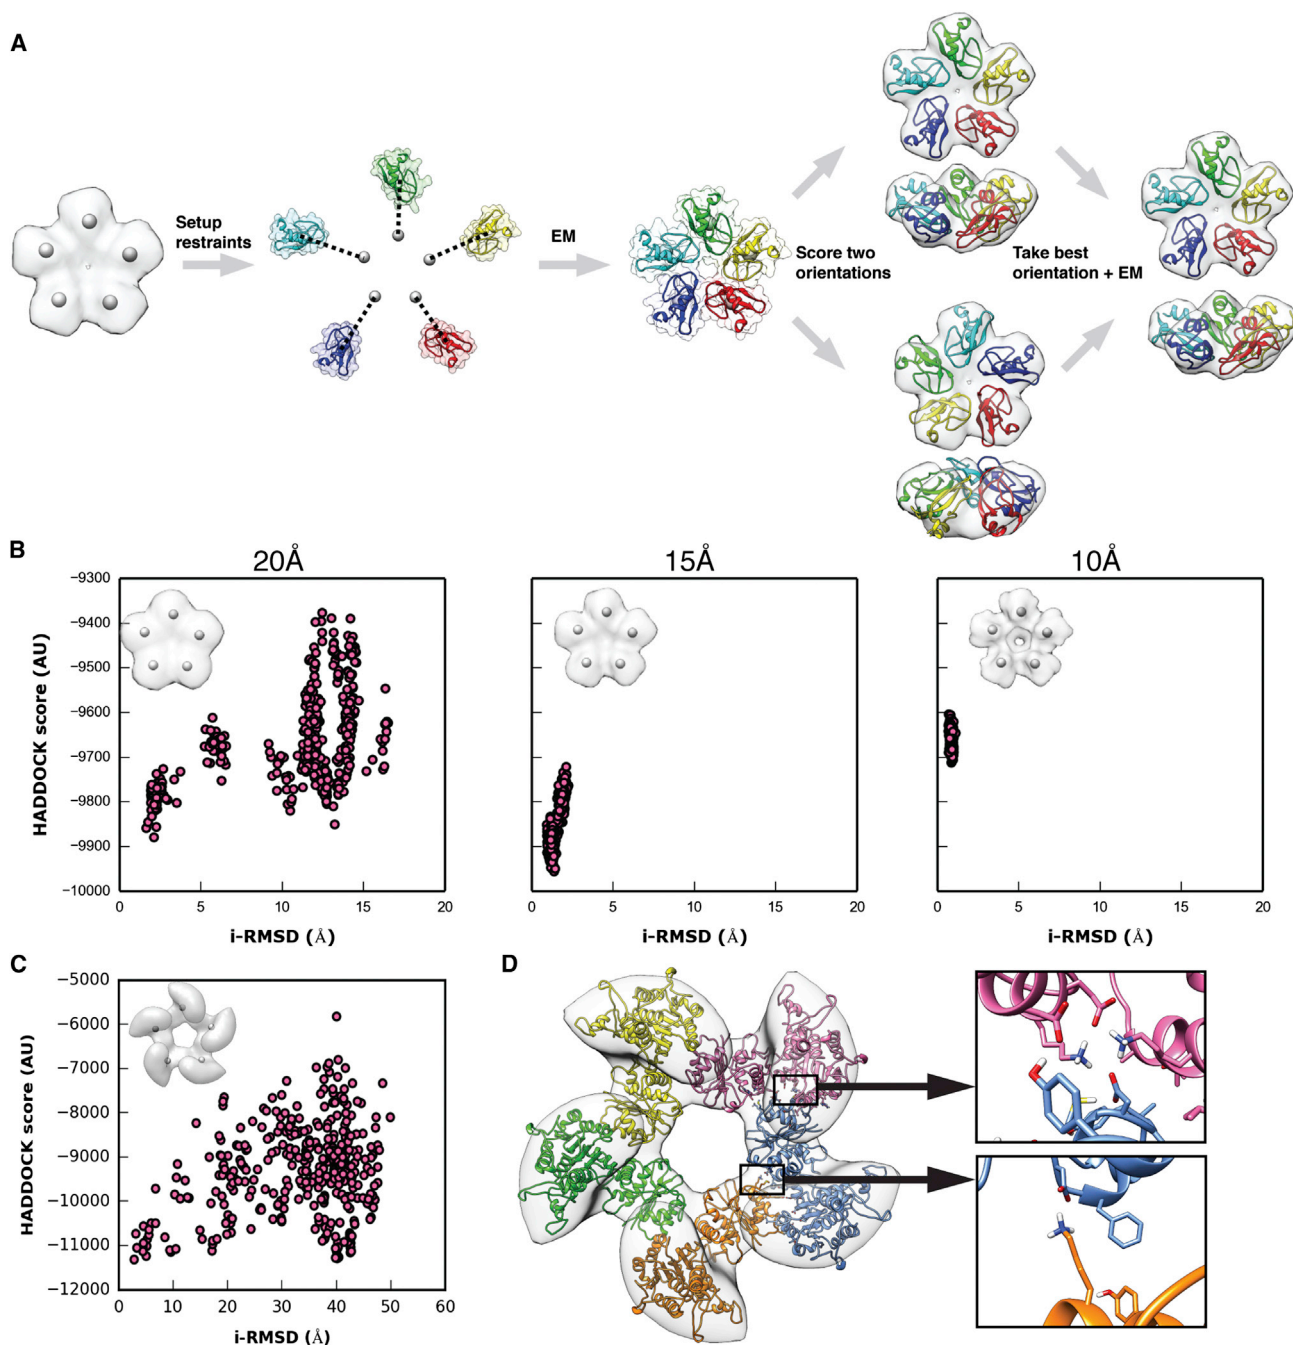 A
Setup
restraints
EM
Score two
orientations
Take best
orientation + EM
B
20Å
15Å
10Å
HADDOCK score (AU)
−9300
−9400
−9500
−9600
−9700
−9800
−9900
−10000
0 5 10 15 20
i-RMSD (Å)
0 5 10 15 20
i-RMSD (Å)
0 5 10 15 20
i-RMSD (Å)
C
HADDOCK score (AU)
−5000
−6000
−7000
−8000
−9000
−10000
−11000
−12000
0 10 20 30 40 50 60
i-RMSD (Å)
D